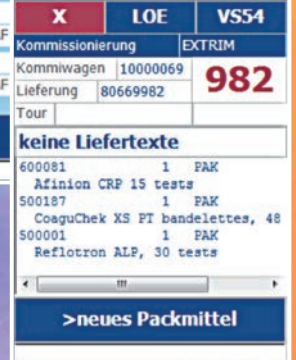 X LOE VS54
Kommissionierung EXTRIM
Kommiwagen 10000069
982
Lieferung 80669982
Tour
keine Liefertexte
600081 1 PAK
Afinion CRP 15 tests
500187 1 PAK
CoaguChek XS PT bandelettes, 48
500001 1 PAK
Reflotron ALP, 30 tests
>neues Packmittel